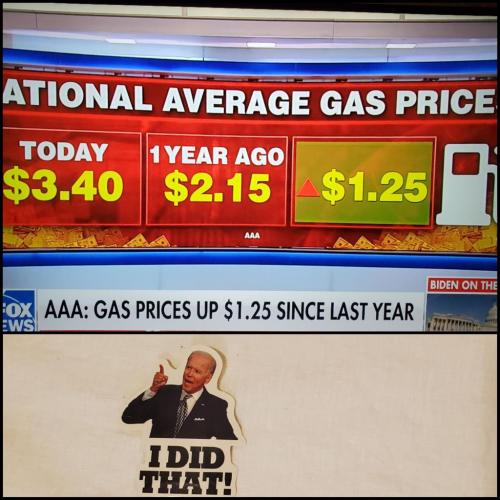 ATIONAL AVERAGE GAS PRICE
TODAY
$3.40
1 YEAR AGO
$2.15
$1.25
AAA
BIDEN ON THE
FOX
EWS
AAA: GAS PRICES UP $1.25 SINCE LAST YEAR
I DID
THAT!